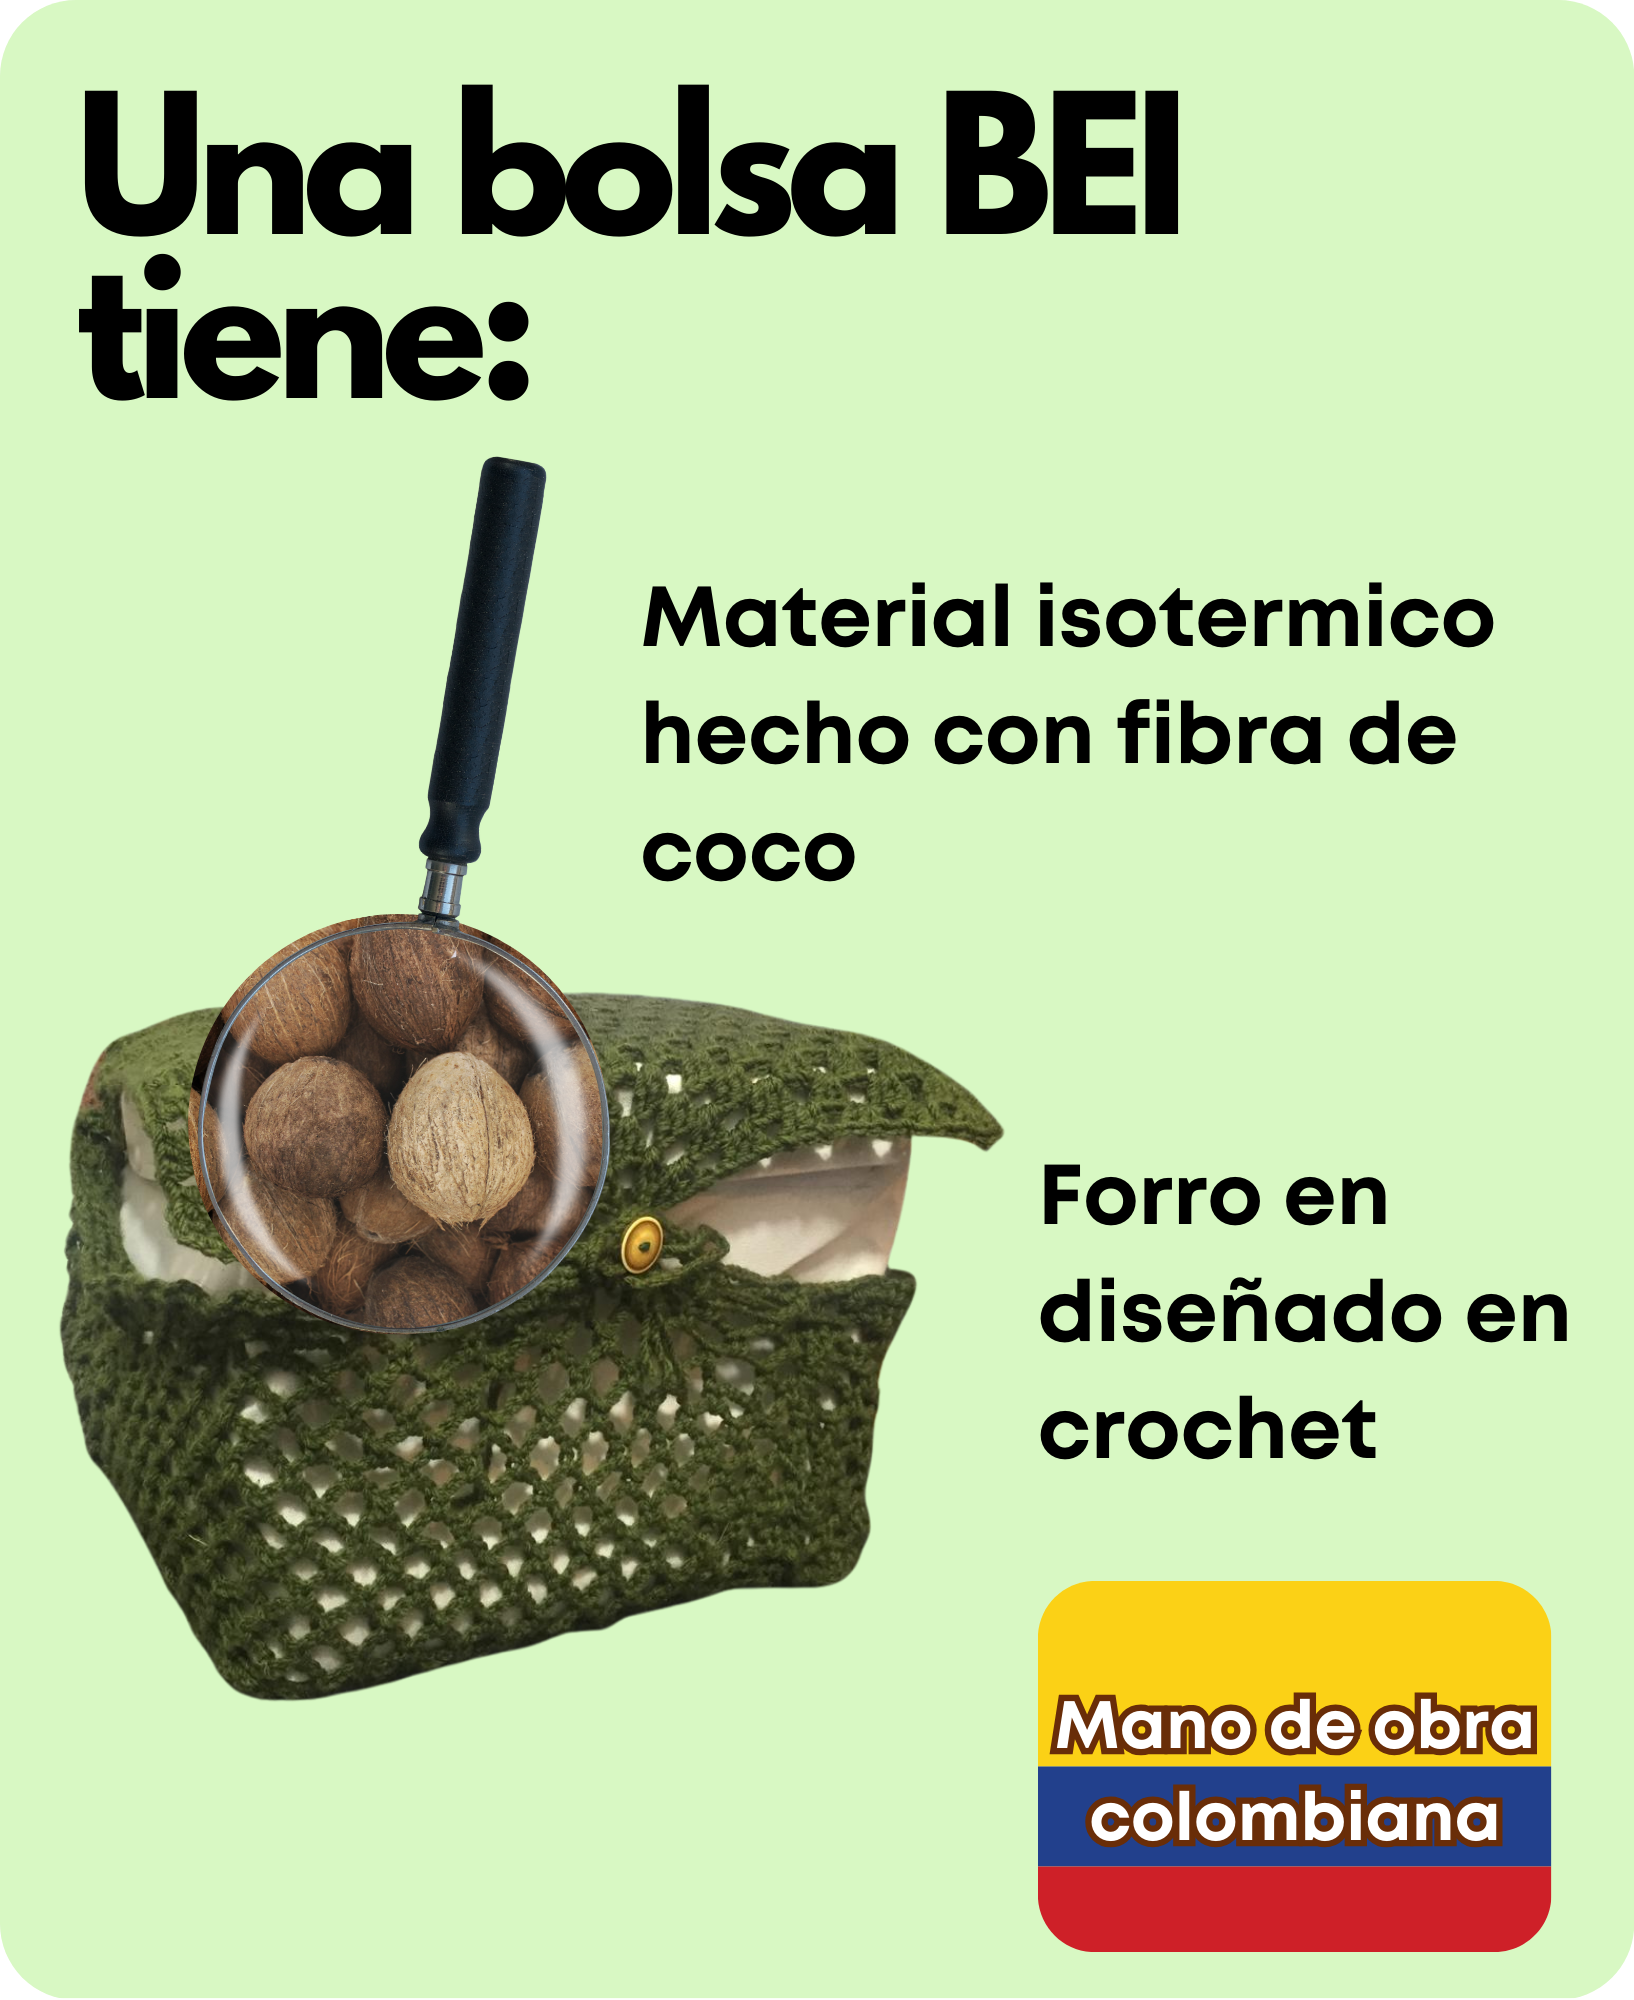 Una bolsa BEI
tiene:
Material isotermico
hecho con fibra de
coco
Forro en
diseñado en
crochet
Mano de obra
colombiana